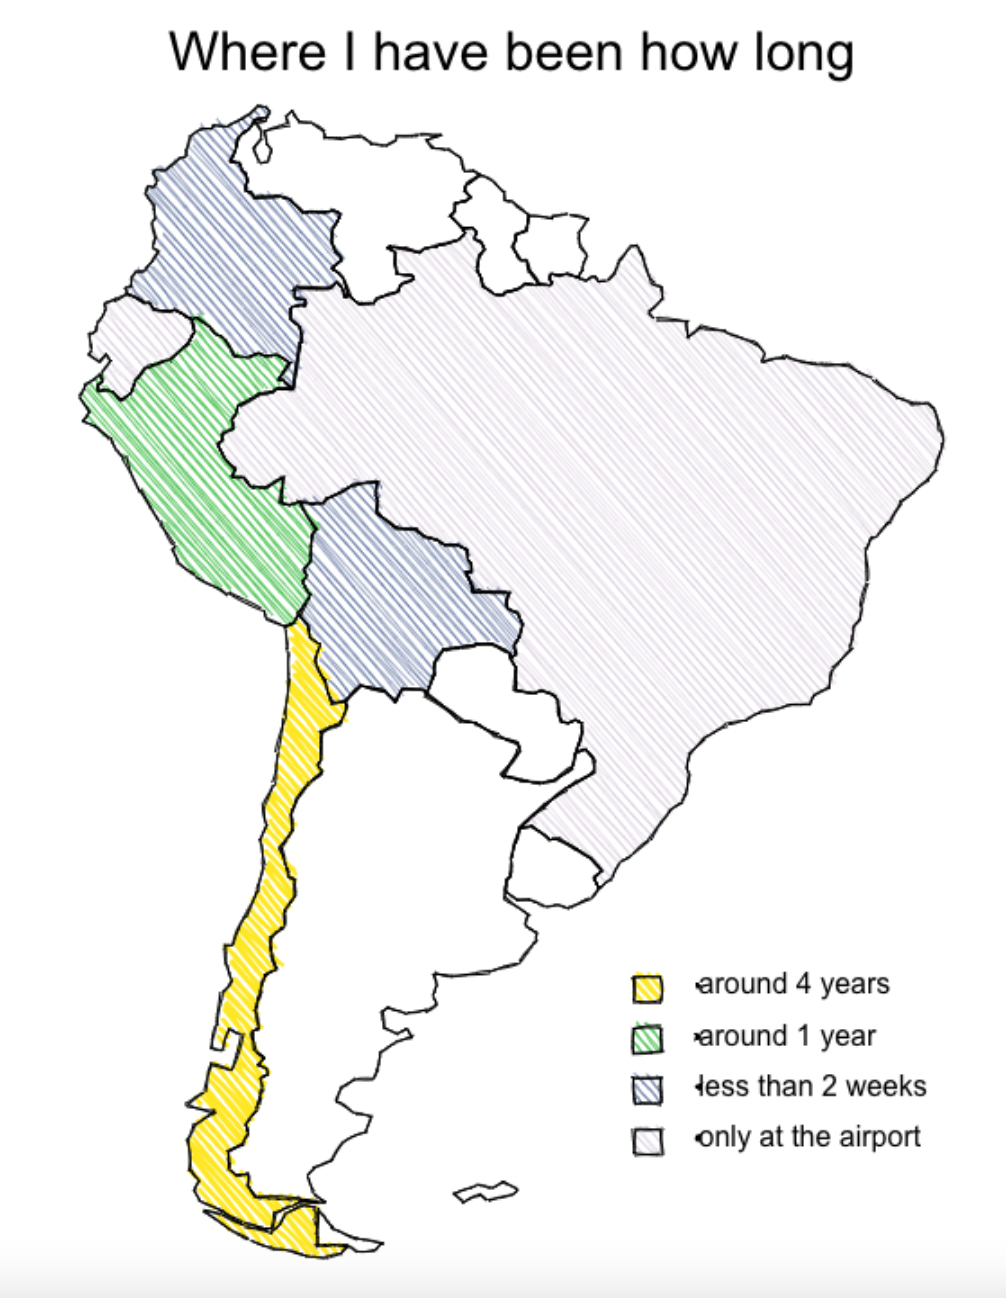 Where I have been how long
around 4 years
around 1 year
less than 2 weeks
only at the airport